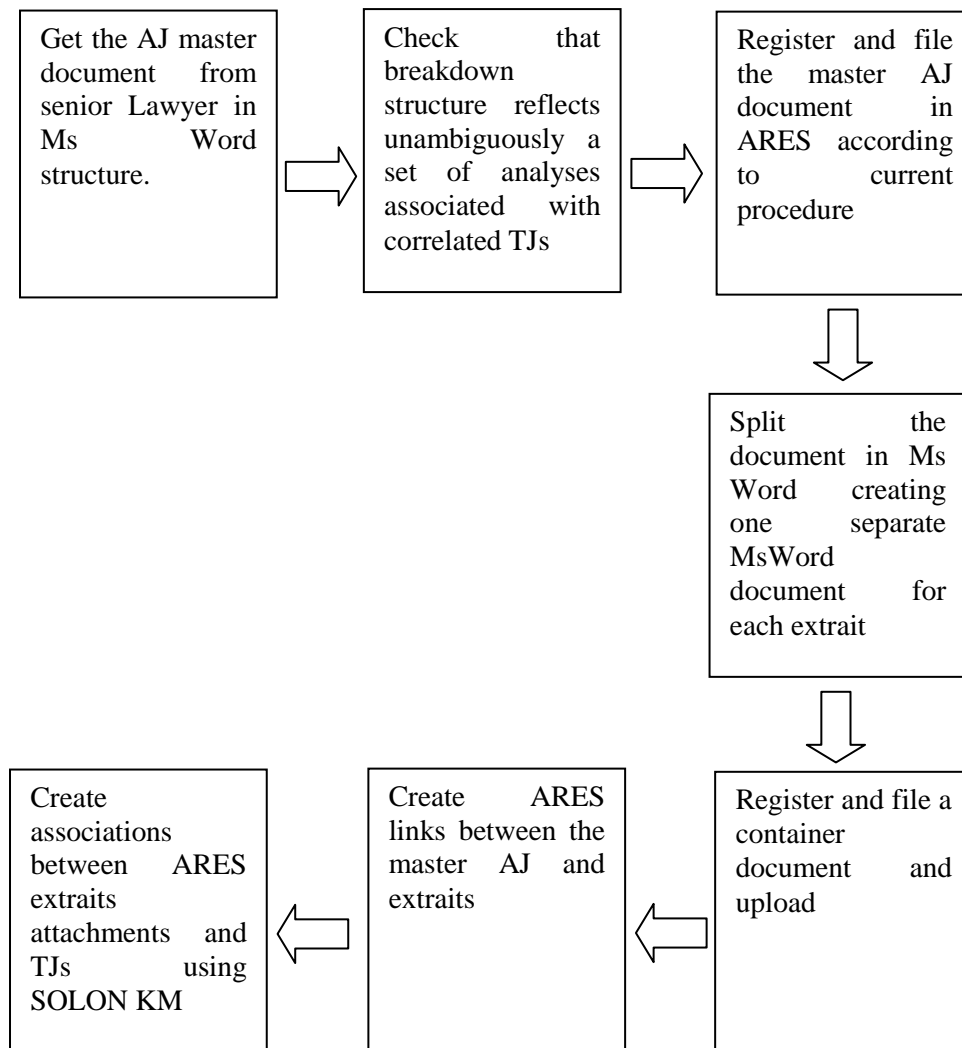 Get the AJ master
document from
senior Lawyer in
Ms Word
structure.
Check that
breakdown
structure reflects
unambiguously a
set of analyses
associated with
correlated TJs
Register and file
the master AJ
document in
ARES according
to current
procedure
Split the
document in Ms
Word creating
one separate
MsWord
document for
each extrait
Register and file a
container
document and
upload
Create ARES
links between the
master AJ and
extraits
Create
associations
between ARES
extraits
attachments and
TJs using
SOLON KM